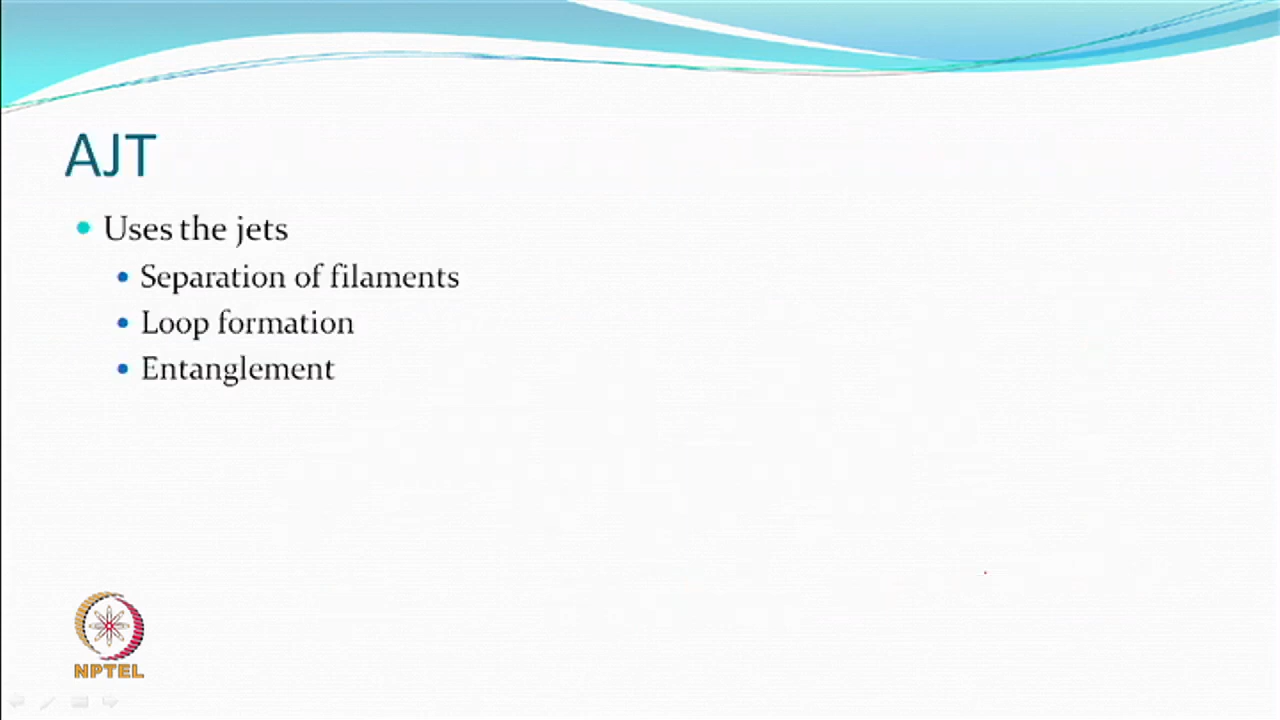 AJT
Uses the jets
Separation of filaments
Loop formation
Entanglement
NPTEL